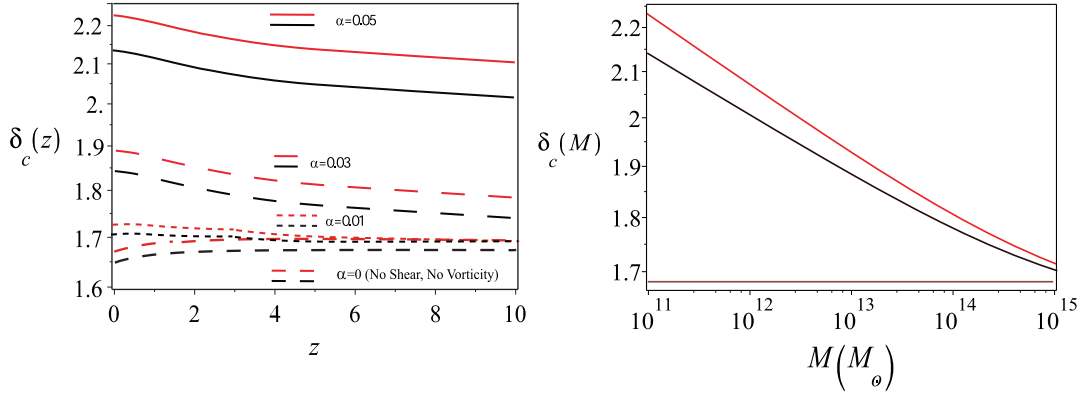 2.2
2.1
2.
1.9
1.8
1.7
1.6
δc(z)
α=0.05
α=0.03
α=0.01
α=0 (No Shear, No Vorticity)
0 2 4 6 8 10
z
2.2
2.1
2
1.9
1.8
1.7
δc(M)
10^11 10^12 10^13 10^14 10^15
M(M⊙)